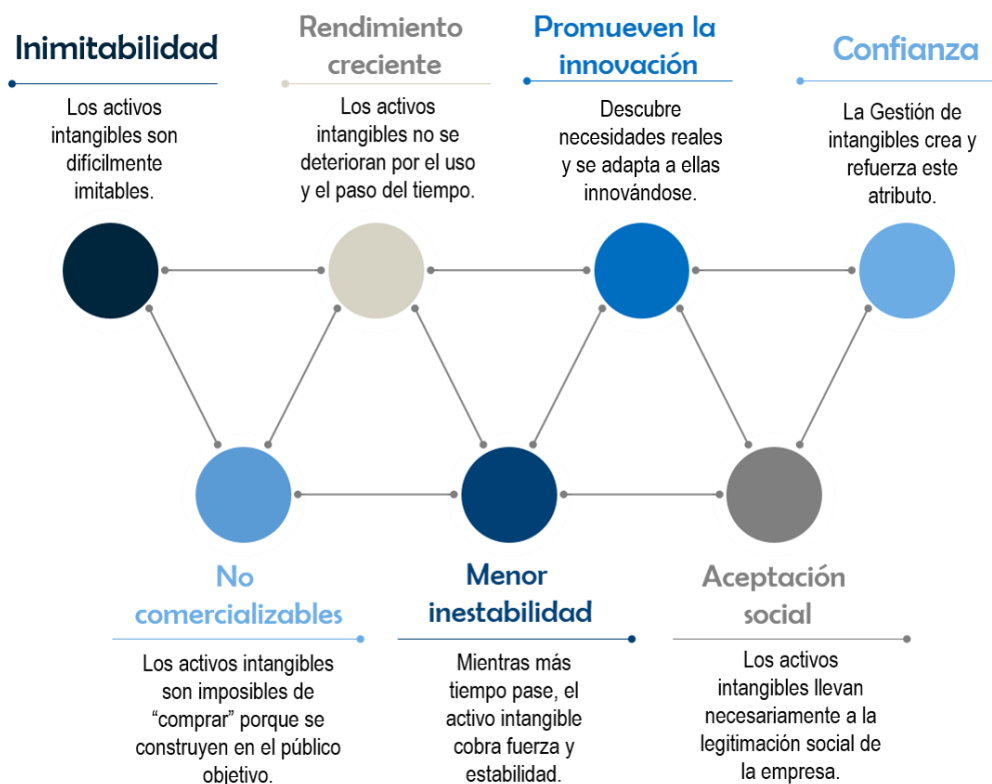 Inimitabilidad
Los activos
intangibles son
difícilmente
imitables.
Rendimiento
creciente
Los activos
intangibles no se
deterioran por el uso
y el paso del tiempo.
Promueven la
innovación
Descubre
necesidades reales
y se adapta a ellas
innovándose.
Confianza
La Gestión de
intangibles crea y
refuerza este
atributo.
No
comercializables
Los activos intangibles
son imposibles de
“comprar” porque se
construyen en el público
objetivo.
Menor
inestabilidad
Mientras más
tiempo pase, el
activo intangible
cobra fuerza y
estabilidad.
Aceptación
social
Los activos
intangibles llevan
necesariamente a la
legitimación social de
la empresa.